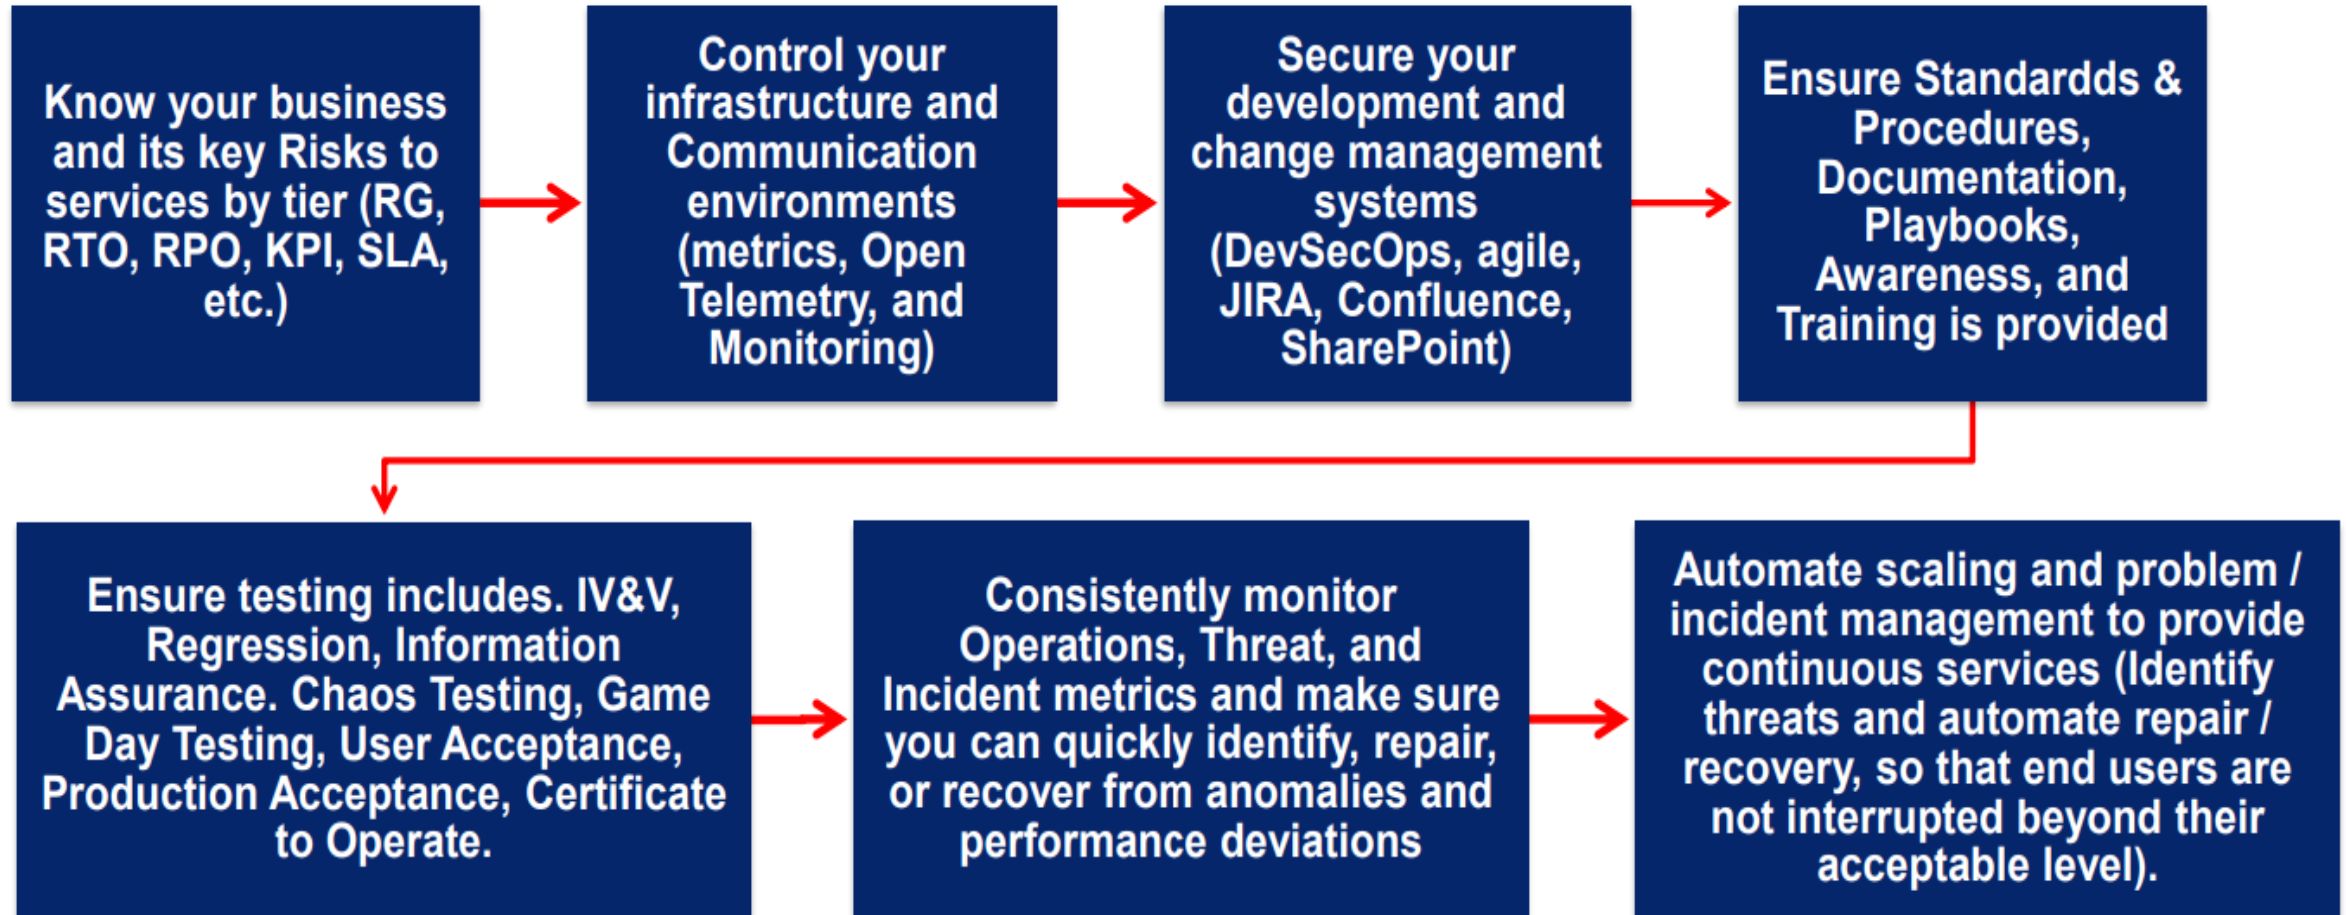 Know your business
and its key Risks to
services by tier (RG,
RTO, RPO, KPI, SLA,
etc.)
Control your
infrastructure and
Communication
environments
(metrics, Open
Telemetry, and
Monitoring)
Secure your
development and
change management
systems
(DevSecOps, agile,
JIRA, Confluence,
SharePoint)
Ensure Standardds &
Procedures,
Documentation,
Playbooks,
Awareness, and
Training is provided
Ensure testing includes. IV&V,
Regression, Information
Assurance. Chaos Testing, Game
Day Testing, User Acceptance,
Production Acceptance, Certificate
to Operate.
Consistently monitor
Operations, Threat, and
Incident metrics and make sure
you can quickly identify, repair,
or recover from anomalies and
performance deviations
Automate scaling and problem /
incident management to provide
continuous services (Identify
threats and automate repair /
recovery, so that end users are
not interrupted beyond their
acceptable level).